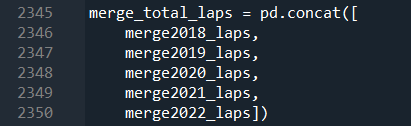 2345 merge_total_laps = pd.concat([
2346     merge2018_laps,
2347     merge2019_laps,
2348     merge2020_laps,
2349     merge2021_laps,
2350     merge2022_laps])